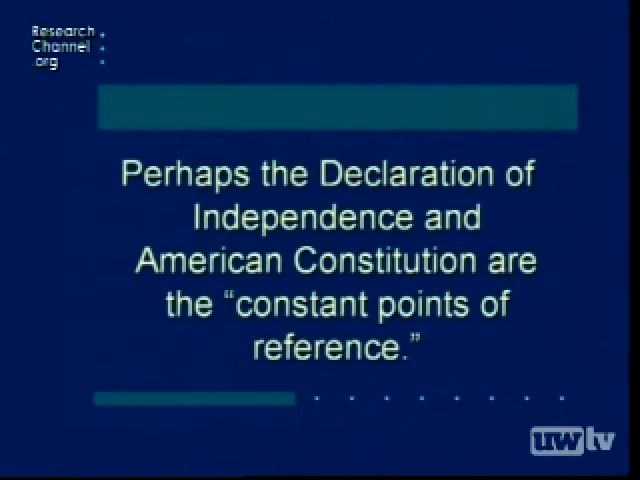 Research
Channel
.org
Perhaps the Declaration of
Independence and
American Constitution are
the “constant points of
reference.”
uwtv